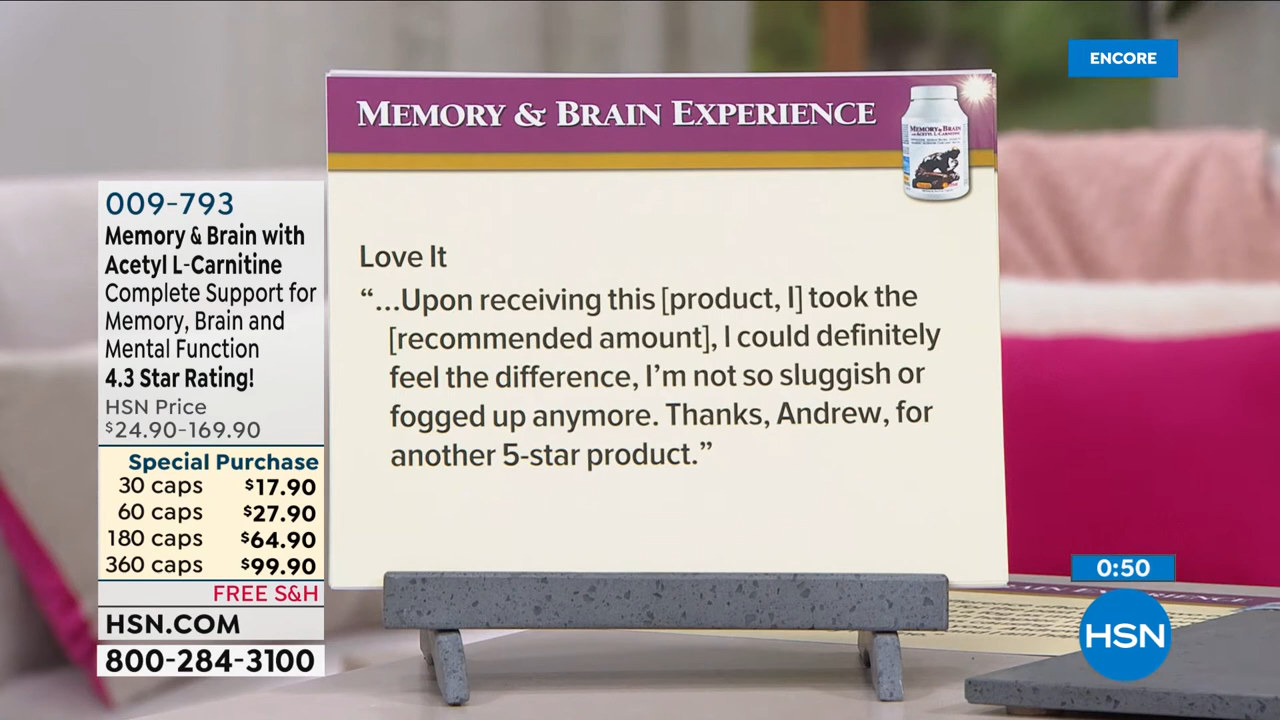 ENCORE
MEMORY & BRAIN EXPERIENCE
MEMORY & BRAIN
ACETYL L-CARNITINE
Love It
“...Upon receiving this [product, I] took the
[recommended amount], I could definitely
feel the difference, I’m not so sluggish or
fogged up anymore. Thanks, Andrew, for
another 5-star product.”
009-793
Memory & Brain with
Acetyl L-Carnitine
Complete Support for
Memory, Brain and
Mental Function
4.3 Star Rating!
HSN Price
$24.90-169.90
Special Purchase
30 caps $17.90
60 caps $27.90
180 caps $64.90
360 caps $99.90
FREE S&H
HSN.COM
800-284-3100
0:50
HSN